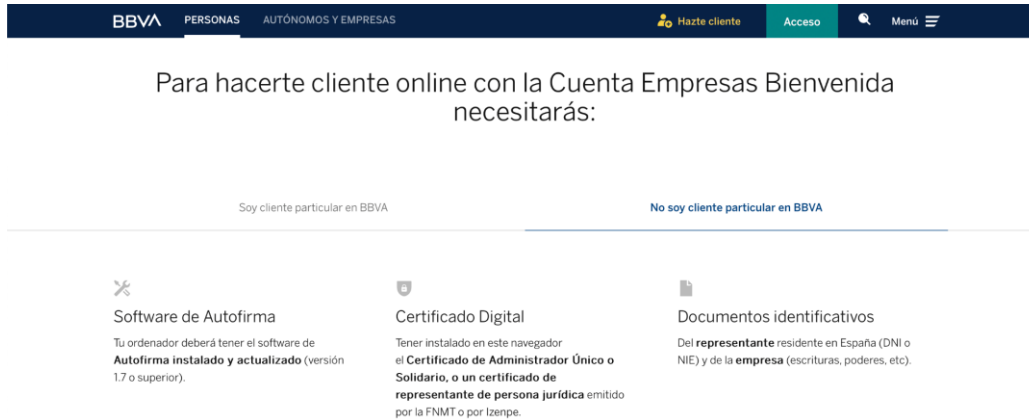 BBVA PERSONAS AUTÓNOMOS Y EMPRESAS Hazte cliente Acceso Menú
Para hacerte cliente online con la Cuenta Empresas Bienvenida
necesitarás:
Soy cliente particular en BBVA No soy cliente particular en BBVA
Software de Autofirma
Tu ordenador deberá tener el software de
Autofirma instalado y actualizado (versión
1.7 o superior).
Certificado Digital
Tener instalado en este navegador
el Certificado de Administrador Único o
Solidario, o un certificado de
representante de persona jurídica emitido
por la FNMT o por Izenpe.
Documentos identificativos
Del representante residente en España (DNI o
NIE) y de la empresa (escrituras, poderes, etc).